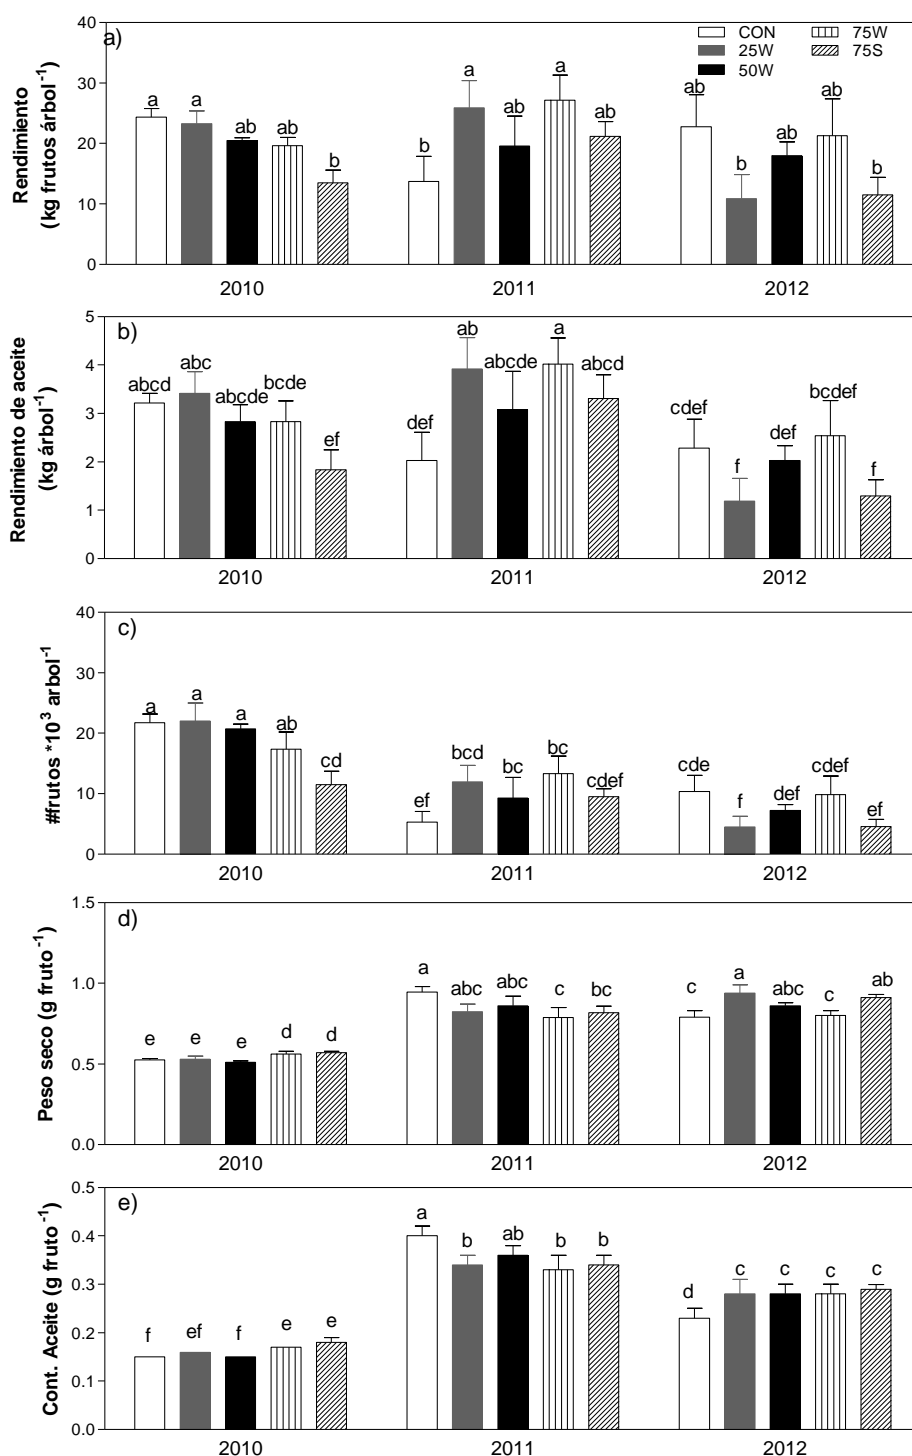 a)
Rendimiento
(kg frutos árbol-1)
40
30
20
10
0
CON
25W
50W
75W
75S
a a ab ab b
b a ab a a
ab b ab ab b
2010 2011 2012
b)
Rendimento de aceite
(kg árbol-1)
5
4
3
2
1
0
abcd abc abcde bcde ef
def ab abcde a abcd
cdef f def bcdef f
2010 2011 2012
c)
#frutos *103 arbol-1
40
30
20
10
0
a a a ab cd
ef bcd bc bc cdef
cde f def cdef ef
2010 2011 2012
d)
Peso seco (g fruto-1)
1.5
1.0
0.5
0.0
e e e d d
a abc abc c bc
c a abc c ab
2010 2011 2012
e)
Cont. Aceite (g fruto-1)
0.5
0.4
0.3
0.2
0.1
0.0
f ef f e e
a b ab b b
d c c c c
2010 2011 2012